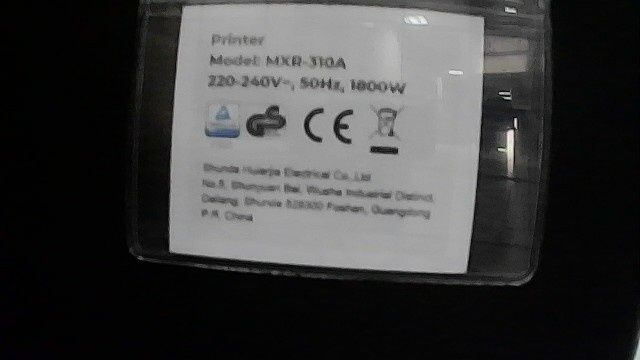 Printer
Model: MXR-310A
220-240V~, 50Hz, 1800W
CE
Shunde Huanjia Electrical Co., Ltd
No.5, Shunyuan Bei, Wusha Industrial District,
Daliang, Shunde 528300 Foshan, Guangdong
P.R. China